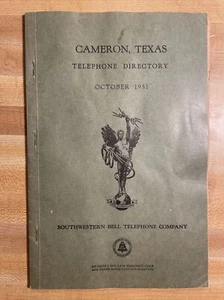 CAMERON, TEXAS
TELEPHONE DIRECTORY
OCTOBER 1951
SOUTHWESTERN BELL TELEPHONE COMPANY